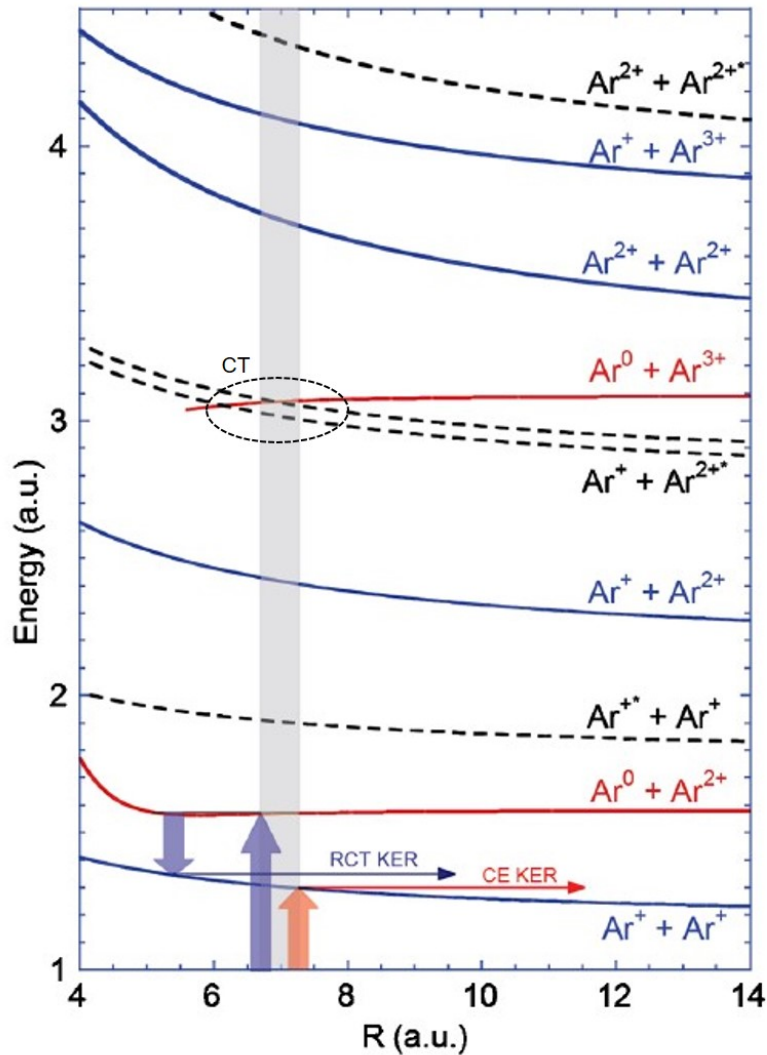 Ar²⁺ + Ar²⁺*
4
Ar⁺ + Ar³⁺
Ar²⁺ + Ar²⁺
CT
Ar⁰ + Ar³⁺
3
Ar⁺ + Ar²⁺*
Energy (a.u.)
Ar⁺ + Ar²⁺
2
Ar⁺* + Ar⁺
Ar⁰ + Ar²⁺
RCT KER
CE KER
Ar⁺ + Ar⁺
1
4 6 8 10 12 14
R (a.u.)